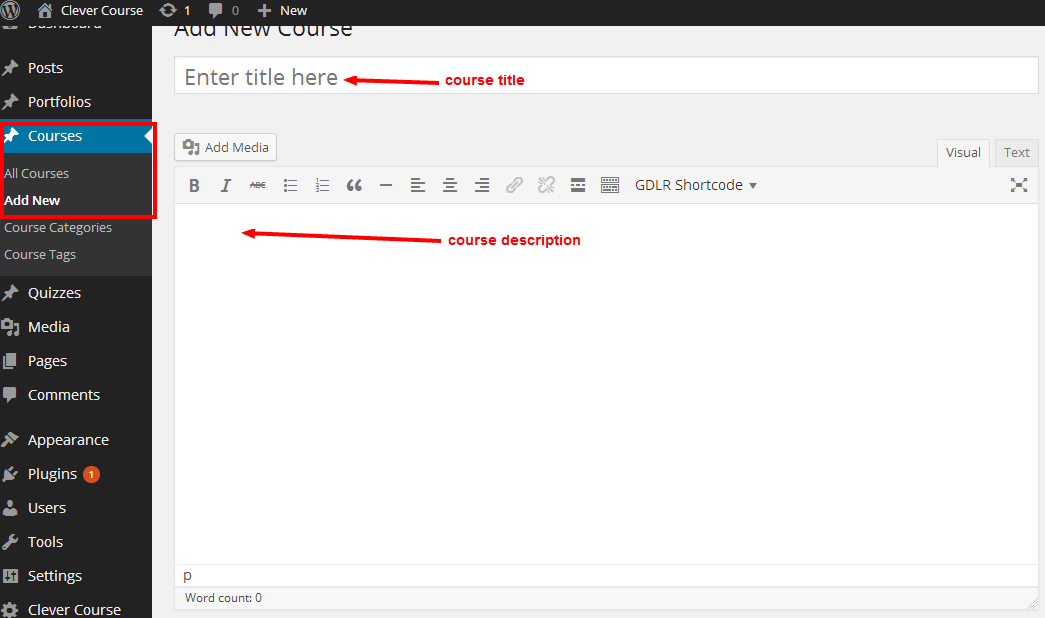 Clever Course 1 0 New
Dashboard
Posts
Portfolios
Courses
All Courses
Add New
Course Categories
Course Tags
Quizzes
Media
Pages
Comments
Appearance
Plugins 1
Users
Tools
Settings
Clever Course
Add New Course
Enter title here
course title
Add Media
Visual Text
B I ABC GDLR Shortcode
course description
p
Word count: 0